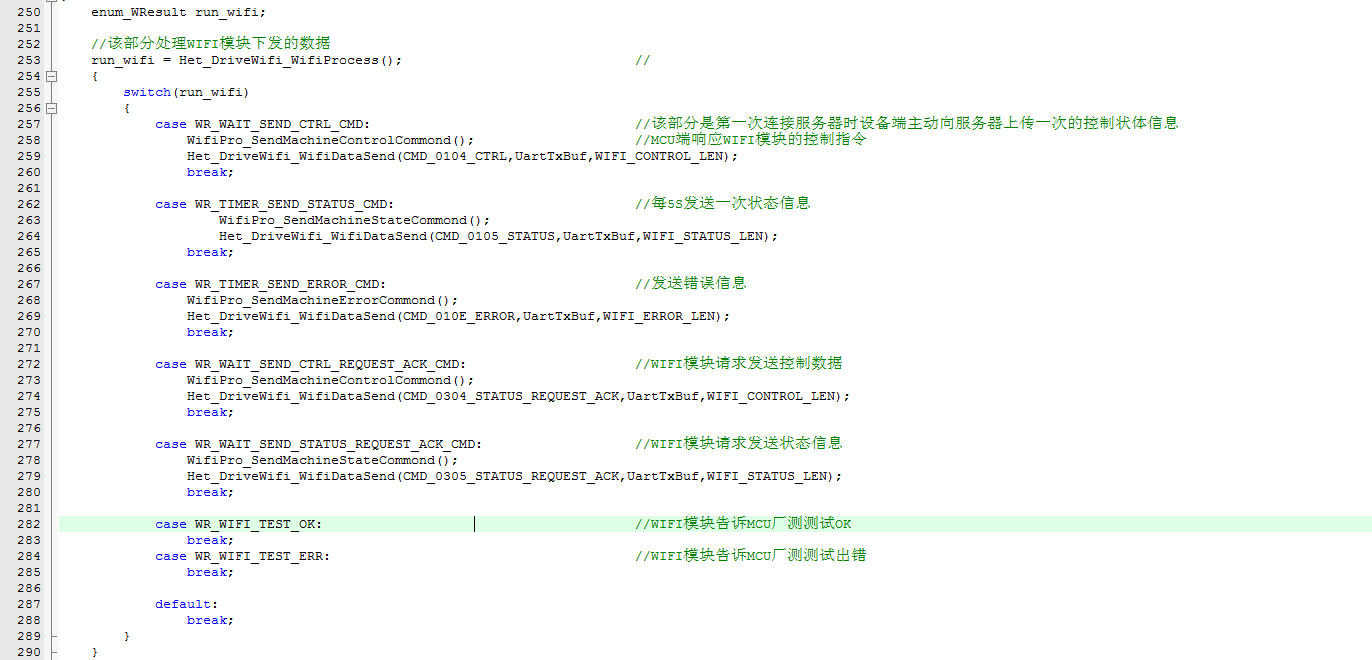 250 enum_WResult run_wifi;
251
252 //该部分处理WIFI模块下发的数据
253 run_wifi = Het_DriveWifi_WifiProcess(); //
254 {
255 switch(run_wifi)
256 {
257 case WR_WAIT_SEND_CTRL_CMD: //该部分是第一次连接服务器时设备端主动向服务器上传一次的控制状体信息
258 WifiPro_SendMachineControlCommond(); //MCU端响应WIFI模块的控制指令
259 Het_DriveWifi_WifiDataSend(CMD_0104_CTRL,UartTxBuf,WIFI_CONTROL_LEN);
260 break;
261
262 case WR_TIMER_SEND_STATUS_CMD: //每5S发送一次状态信息
263 WifiPro_SendMachineStateCommond();
264 Het_DriveWifi_WifiDataSend(CMD_0105_STATUS,UartTxBuf,WIFI_STATUS_LEN);
265 break;
266
267 case WR_TIMER_SEND_ERROR_CMD: //发送错误信息
268 WifiPro_SendMachineErrorCommond();
269 Het_DriveWifi_WifiDataSend(CMD_010E_ERROR,UartTxBuf,WIFI_ERROR_LEN);
270 break;
271
272 case WR_WAIT_SEND_CTRL_REQUEST_ACK_CMD: //WIFI模块请求发送控制数据
273 WifiPro_SendMachineControlCommond();
274 Het_DriveWifi_WifiDataSend(CMD_0304_STATUS_REQUEST_ACK,UartTxBuf,WIFI_CONTROL_LEN);
275 break;
276
277 case WR_WAIT_SEND_STATUS_REQUEST_ACK_CMD: //WIFI模块请求发送状态信息
278 WifiPro_SendMachineStateCommond();
279 Het_DriveWifi_WifiDataSend(CMD_0305_STATUS_REQUEST_ACK,UartTxBuf,WIFI_STATUS_LEN);
280 break;
281
282 case WR_WIFI_TEST_OK: //WIFI模块告诉MCU厂测测试OK
283 break;
284 case WR_WIFI_TEST_ERR: //WIFI模块告诉MCU厂测测试出错
285 break;
286
287 default:
288 break;
289 }
290 }